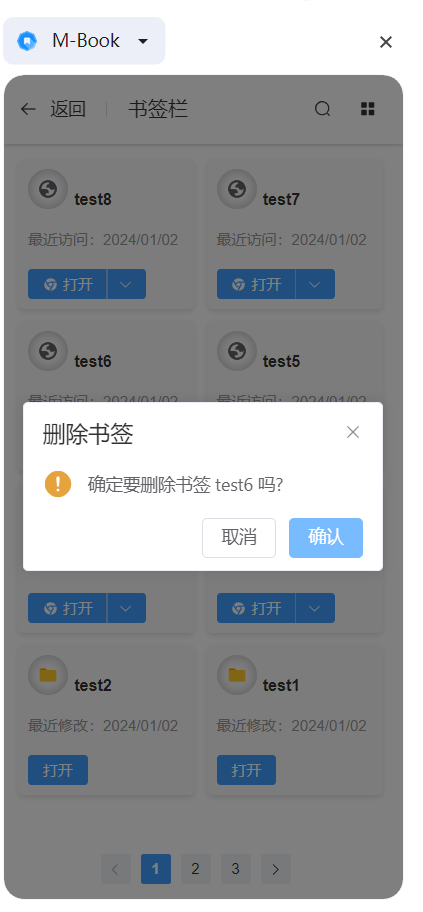 M-Book
返回 书签栏
test8 test7
最近访问：2024/01/02 最近访问：2024/01/02
打开 打开
test6 test5
最近访问：2024/01/02 最近访问：2024/01/02
删除书签
确定要删除书签 test6 吗?
取消 确认
打开 打开
test2 test1
最近修改：2024/01/02 最近修改：2024/01/02
打开 打开
1 2 3